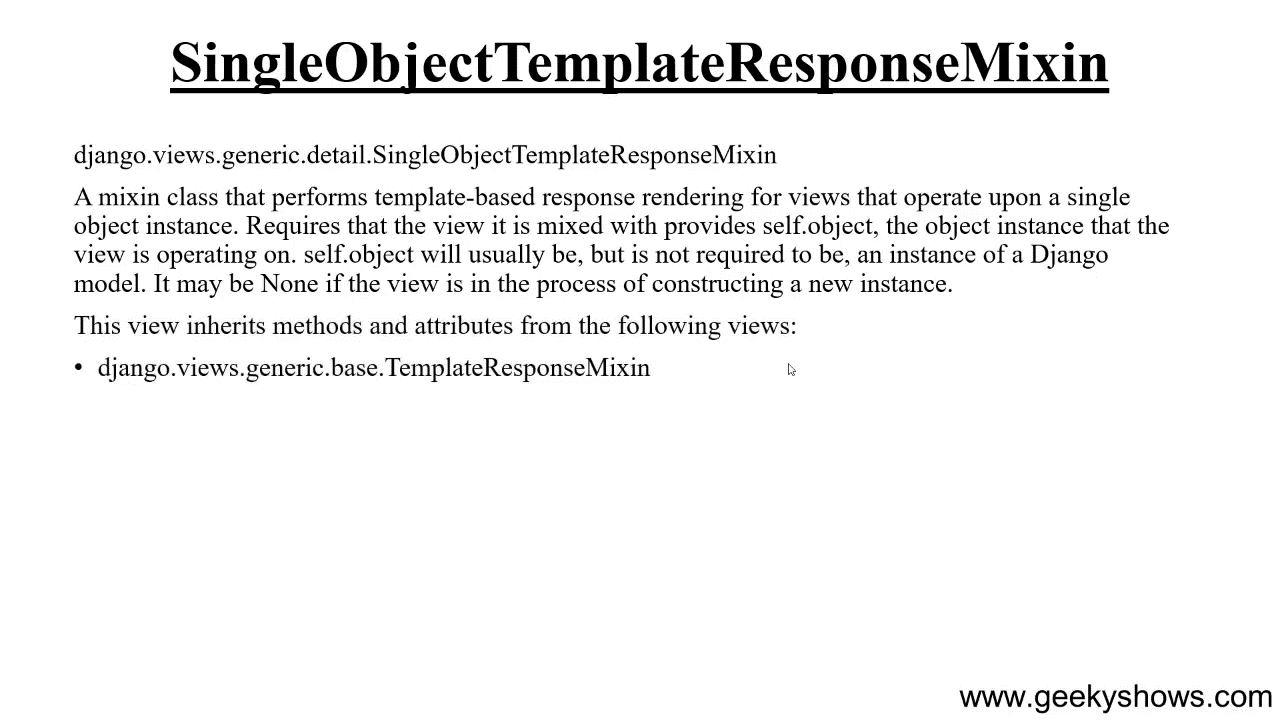 SingleObjectTemplateResponseMixin
django.views.generic.detail.SingleObjectTemplateResponseMixin
A mixin class that performs template-based response rendering for views that operate upon a single
object instance. Requires that the view it is mixed with provides self.object, the object instance that the
view is operating on. self.object will usually be, but is not required to be, an instance of a Django
model. It may be None if the view is in the process of constructing a new instance.
This view inherits methods and attributes from the following views:
• django.views.generic.base.TemplateResponseMixin
www.geekyshows.com